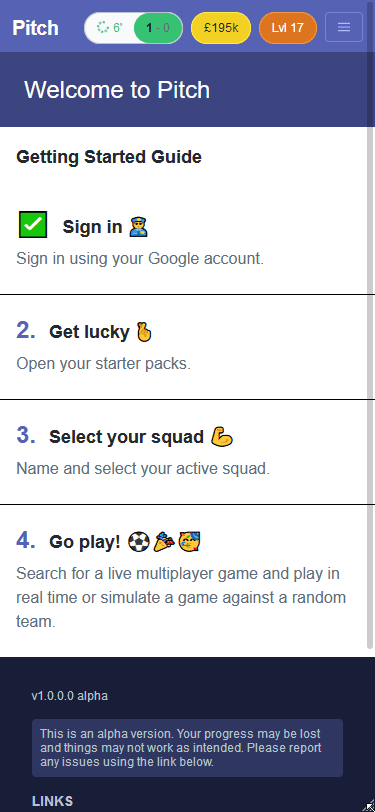 Pitch
6'
1 - 0
£195k
Lvl 17
Welcome to Pitch
Getting Started Guide
Sign in
Sign in using your Google account.
2. Get lucky
Open your starter packs.
3. Select your squad
Name and select your active squad.
4. Go play!
Search for a live multiplayer game and play in
real time or simulate a game against a random
team.
v1.0.0.0 alpha
This is an alpha version. Your progress may be lost
and things may not work as intended. Please report
any issues using the link below.
LINKS